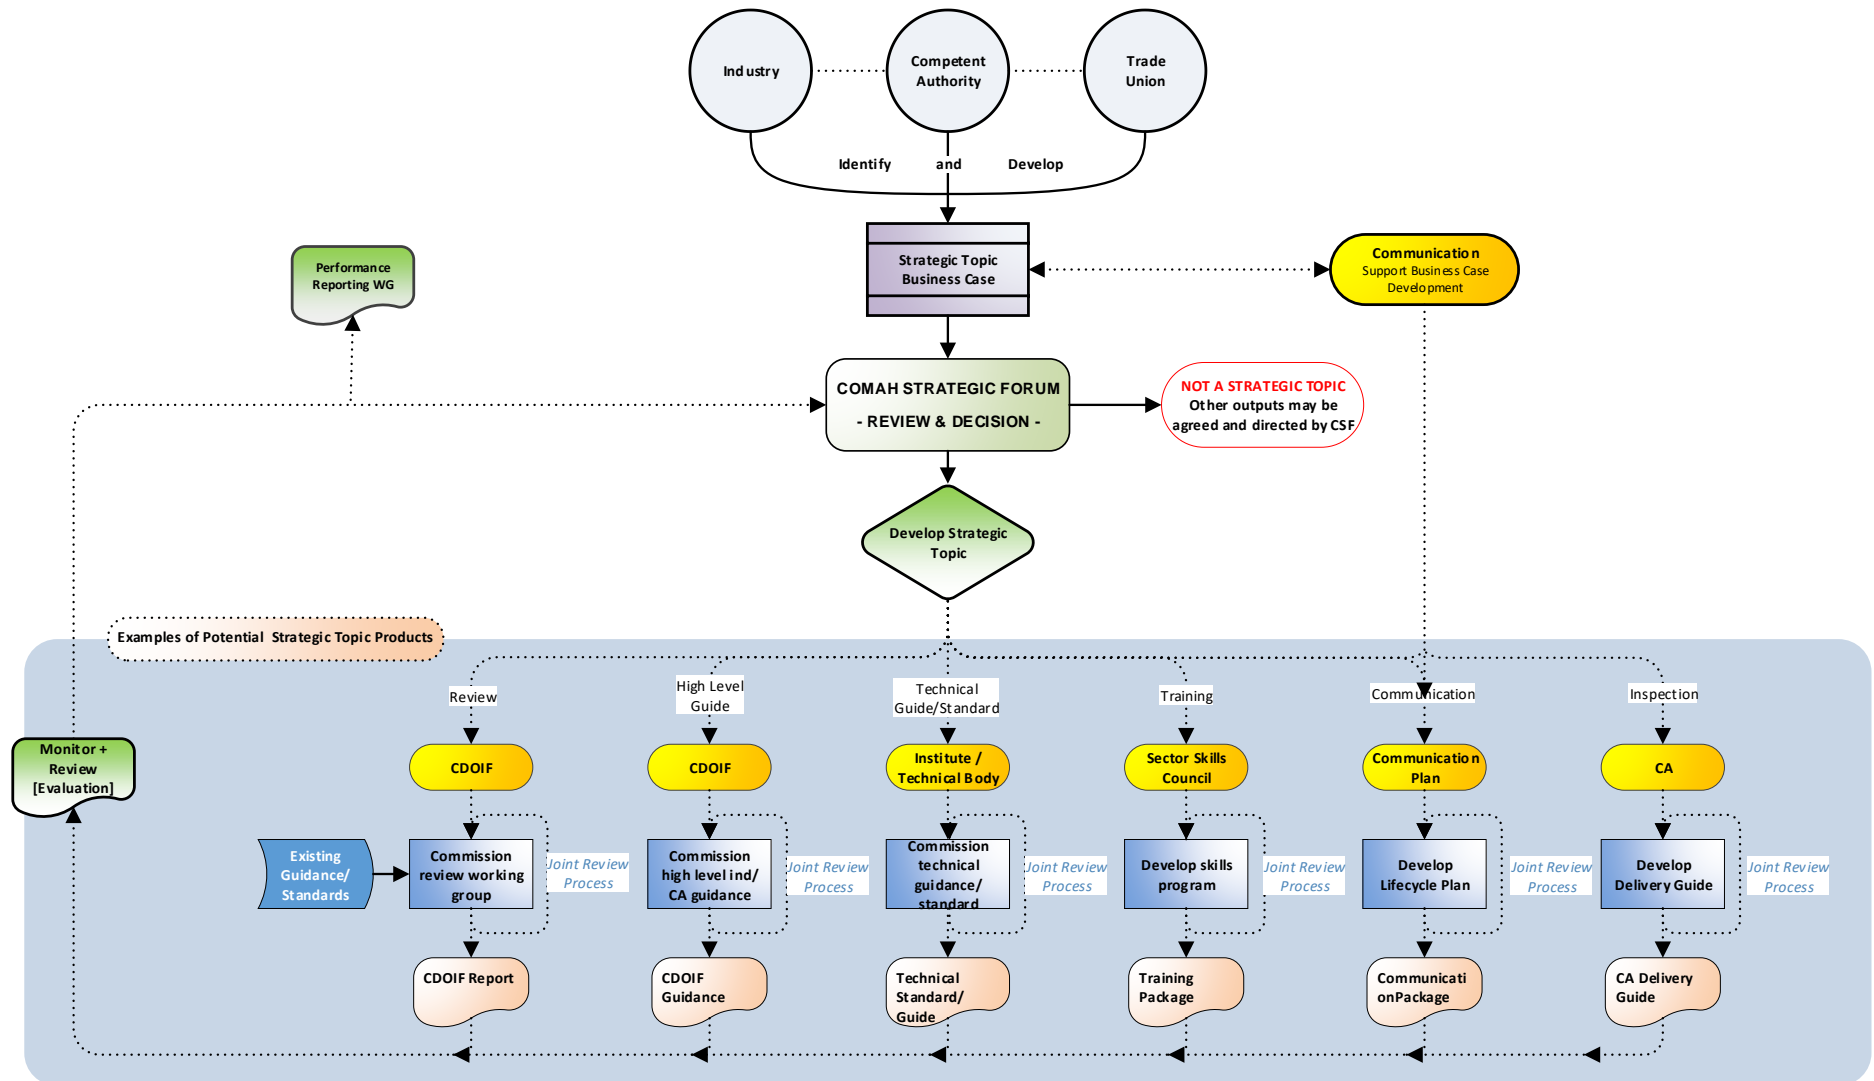 Industry
Competent
Authority
Trade
Union
Identify and Develop
Strategic Topic
Business Case
Communication
Support Business Case
Development
Performance
Reporting WG
COMAH STRATEGIC FORUM
- REVIEW & DECISION -
NOT A STRATEGIC TOPIC
Other outputs may be
agreed and directed by CSF
Develop Strategic
Topic
Examples of Potential Strategic Topic Products
Review
High Level
Guide
Technical
Guide/Standard
Training
Communication
Inspection
Monitor +
Review
[Evaluation]
CDOIF
CDOIF
Institute /
Technical Body
Sector Skills
Council
Communication
Plan
CA
Existing
Guidance/
Standards
Commission
review working
group
Joint Review
Process
Commission
high level ind/
CA guidance
Joint Review
Process
Commission
technical
guidance/
standard
Joint Review
Process
Develop skills
program
Joint Review
Process
Develop
Lifecycle Plan
Joint Review
Process
Develop
Delivery Guide
Joint Review
Process
CDOIF Report
CDOIF
Guidance
Technical
Standard/
Guide
Training
Package
Communicati
onPackage
CA Delivery
Guide